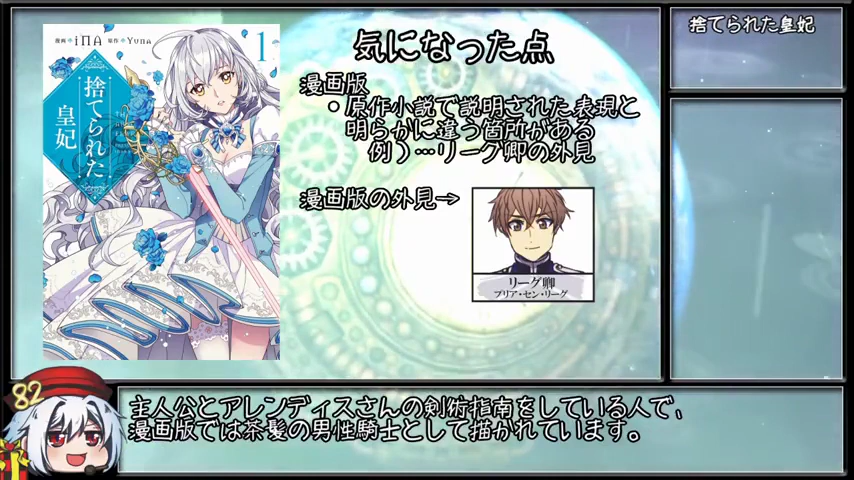 漫画・iNA 原作・Yuna
1
捨てられた
皇妃
気になった点
漫画版
・原作小説で説明された表現と
明らかに違う箇所がある
例)…リーグ卿の外見
漫画版の外見→
リーグ卿
プリア・セン・リーグ
捨てられた皇妃
82
主人公とアレンディスさんの剣術指南をしている人で、
漫画版では茶髪の男性騎士として描かれています。